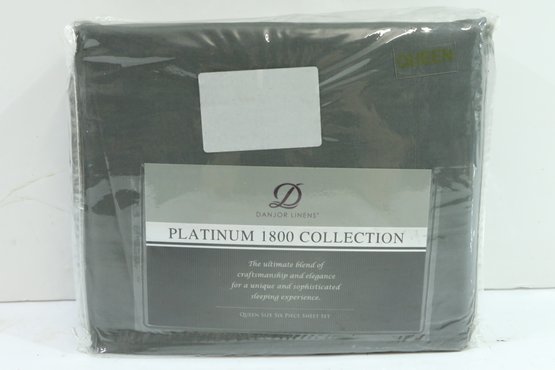 QUEEN
D
DANJOR LINENS®
PLATINUM 1800 COLLECTION
The ultimate blend of
craftsmanship and elegance
for a unique and sophisticated
sleeping experience.
QUEEN SIZE SIX PIECE SHEET SET